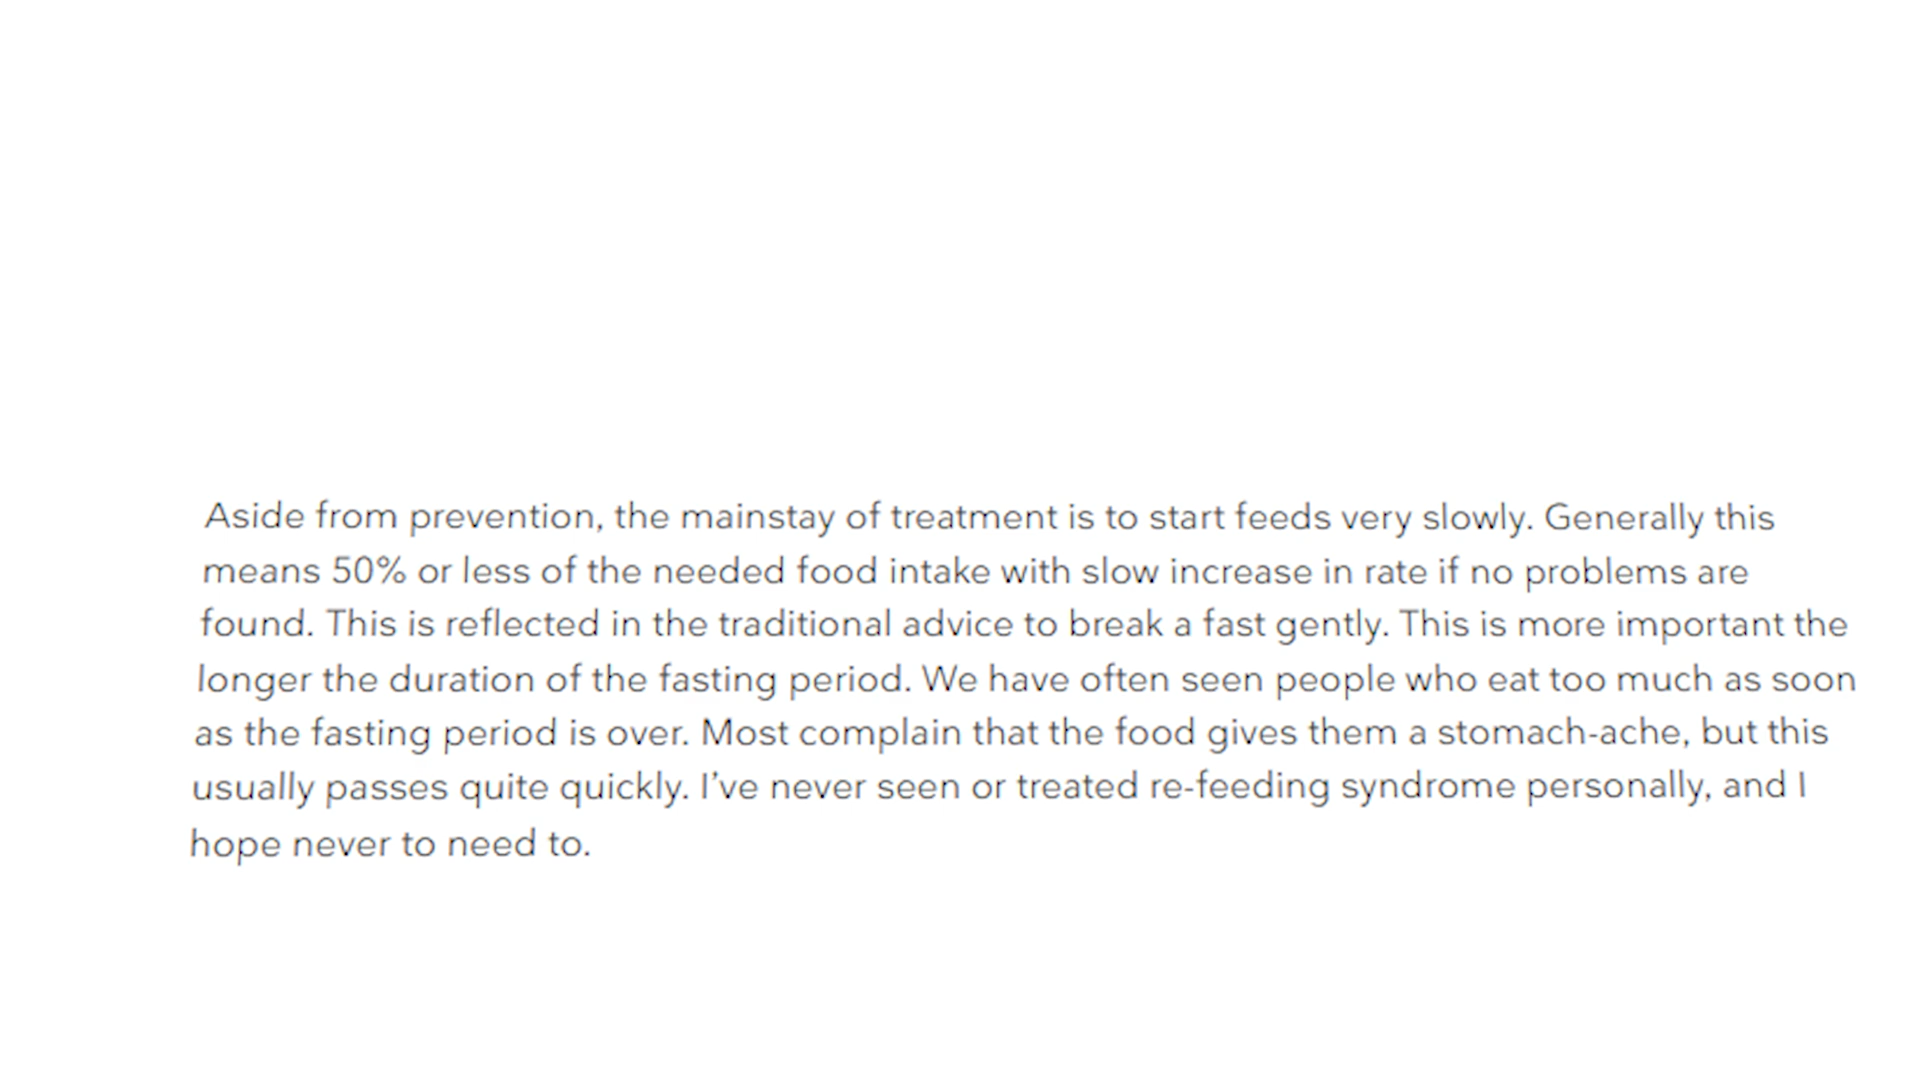 Aside from prevention, the mainstay of treatment is to start feeds very slowly. Generally this
means 50% or less of the needed food intake with slow increase in rate if no problems are
found. This is reflected in the traditional advice to break a fast gently. This is more important the
longer the duration of the fasting period. We have often seen people who eat too much as soon
as the fasting period is over. Most complain that the food gives them a stomach-ache, but this
usually passes quite quickly. I’ve never seen or treated re-feeding syndrome personally, and I
hope never to need to.